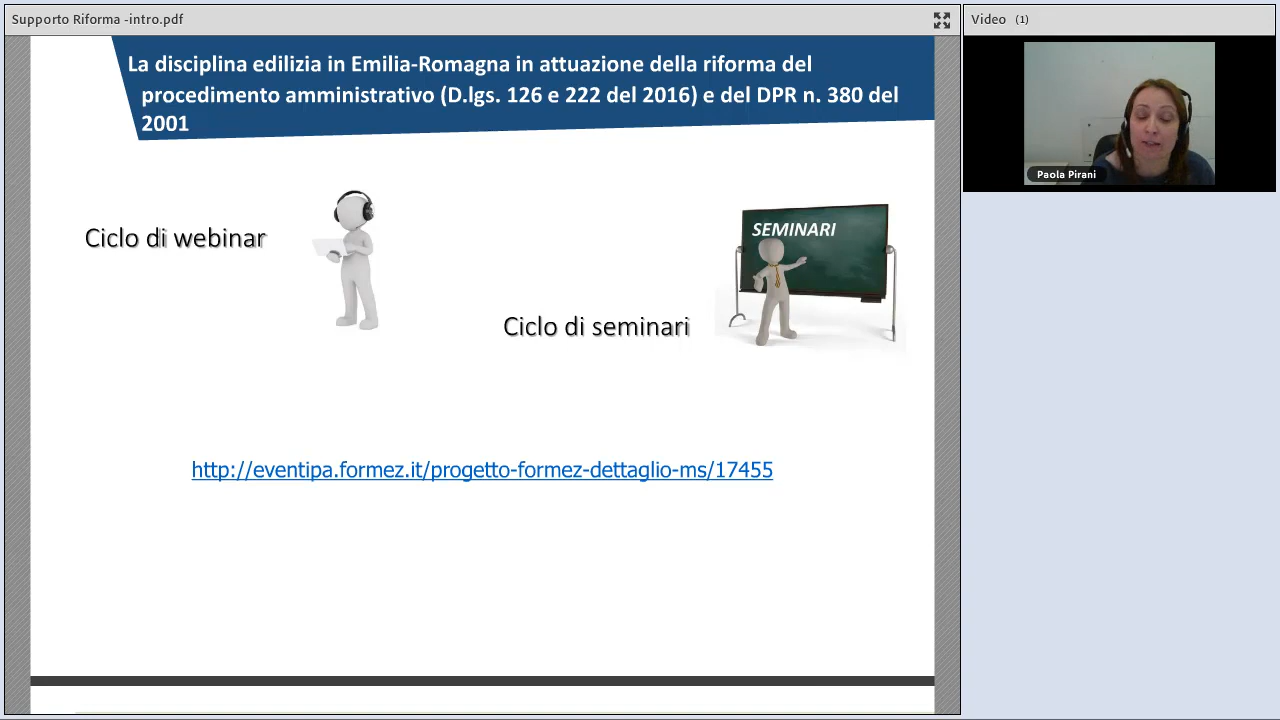 Supporto Riforma -intro.pdf
Video (1)
La disciplina edilizia in Emilia-Romagna in attuazione della riforma del
procedimento amministrativo (D.lgs. 126 e 222 del 2016) e del DPR n. 380 del
2001
Paola Pirani
Ciclo di webinar
SEMINARI
Ciclo di seminari
http://eventipa.formez.it/progetto-formez-dettaglio-ms/17455